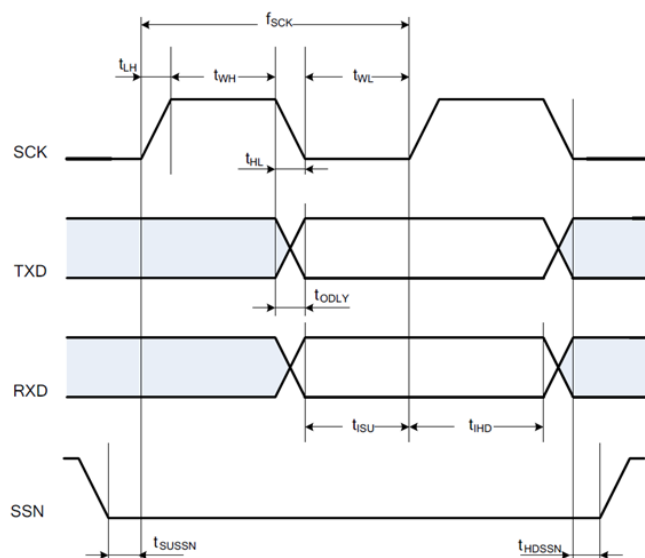 fSCK
tLH
tWH
tWL
SCK
tHL
TXD
tODLY
RXD
tISU
tIHD
SSN
tSUSSN
tHDSSN